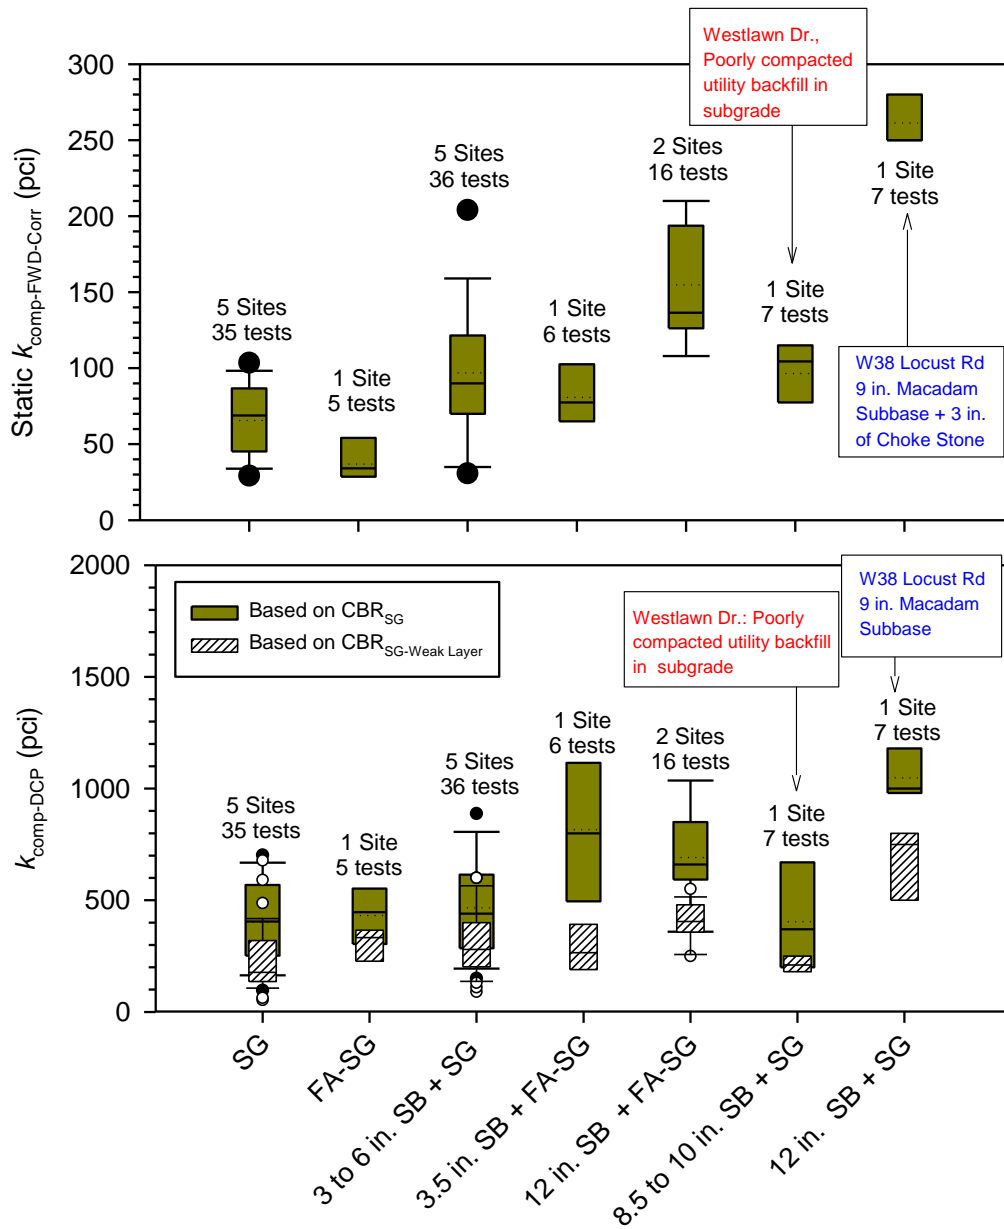 Westlawn Dr.,
Poorly compacted
utility backfill in
subgrade
300
250
200
150
100
50
0
Static k comp-FWD-Corr (pci)
5 Sites
35 tests
1 Site
5 tests
5 Sites
36 tests
1 Site
6 tests
2 Sites
16 tests
1 Site
7 tests
1 Site
7 tests
W38 Locust Rd
9 in. Macadam
Subbase + 3 in.
of Choke Stone
2000
1500
1000
500
0
k comp-DCP (pci)
Based on CBR SG
Based on CBR SG-Weak Layer
Westlawn Dr.: Poorly
compacted utility backfill
in subgrade
W38 Locust Rd
9 in. Macadam
Subbase
5 Sites
35 tests
1 Site
5 tests
5 Sites
36 tests
1 Site
6 tests
2 Sites
16 tests
1 Site
7 tests
1 Site
7 tests
SG
FA-SG
3 to 6 in. SB + SG
3.5 in. SB + FA-SG
12 in. SB + FA-SG
8.5 to 10 in. SB + SG
12 in. SB + SG